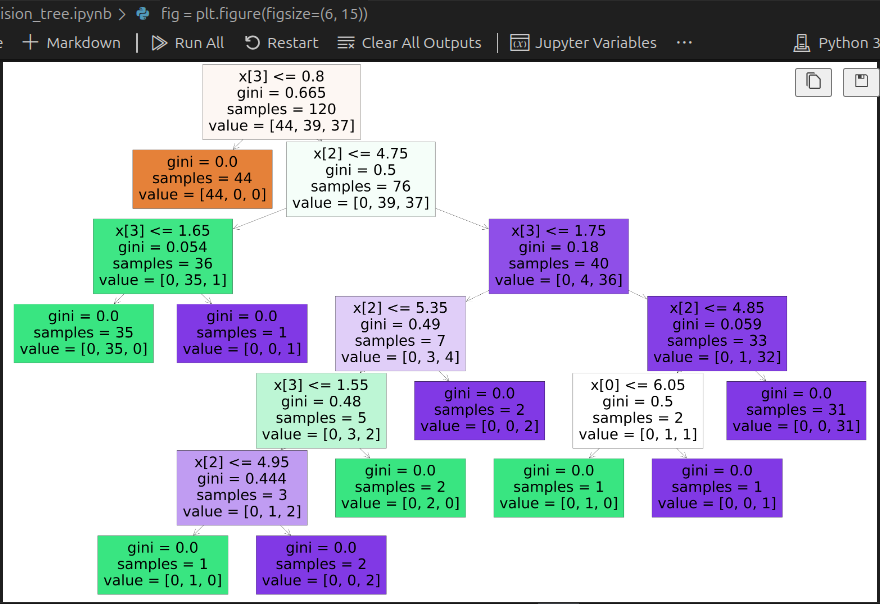 ision_tree.ipynb > fig = plt.figure(figsize=(6, 15))
e + Markdown | Run All Restart Clear All Outputs | Jupyter Variables ··· Python 3
x[3] <= 0.8
gini = 0.665
samples = 120
value = [44, 39, 37]
gini = 0.0
samples = 44
value = [44, 0, 0]
x[2] <= 4.75
gini = 0.5
samples = 76
value = [0, 39, 37]
x[3] <= 1.65
gini = 0.054
samples = 36
value = [0, 35, 1]
x[3] <= 1.75
gini = 0.18
samples = 40
value = [0, 4, 36]
gini = 0.0
samples = 35
value = [0, 35, 0]
gini = 0.0
samples = 1
value = [0, 0, 1]
x[2] <= 5.35
gini = 0.49
samples = 7
value = [0, 3, 4]
x[2] <= 4.85
gini = 0.059
samples = 33
value = [0, 1, 32]
x[3] <= 1.55
gini = 0.48
samples = 5
value = [0, 3, 2]
gini = 0.0
samples = 2
value = [0, 0, 2]
x[0] <= 6.05
gini = 0.5
samples = 2
value = [0, 1, 1]
gini = 0.0
samples = 31
value = [0, 0, 31]
x[2] <= 4.95
gini = 0.444
samples = 3
value = [0, 1, 2]
gini = 0.0
samples = 2
value = [0, 2, 0]
gini = 0.0
samples = 1
value = [0, 1, 0]
gini = 0.0
samples = 1
value = [0, 0, 1]
gini = 0.0
samples = 1
value = [0, 1, 0]
gini = 0.0
samples = 2
value = [0, 0, 2]